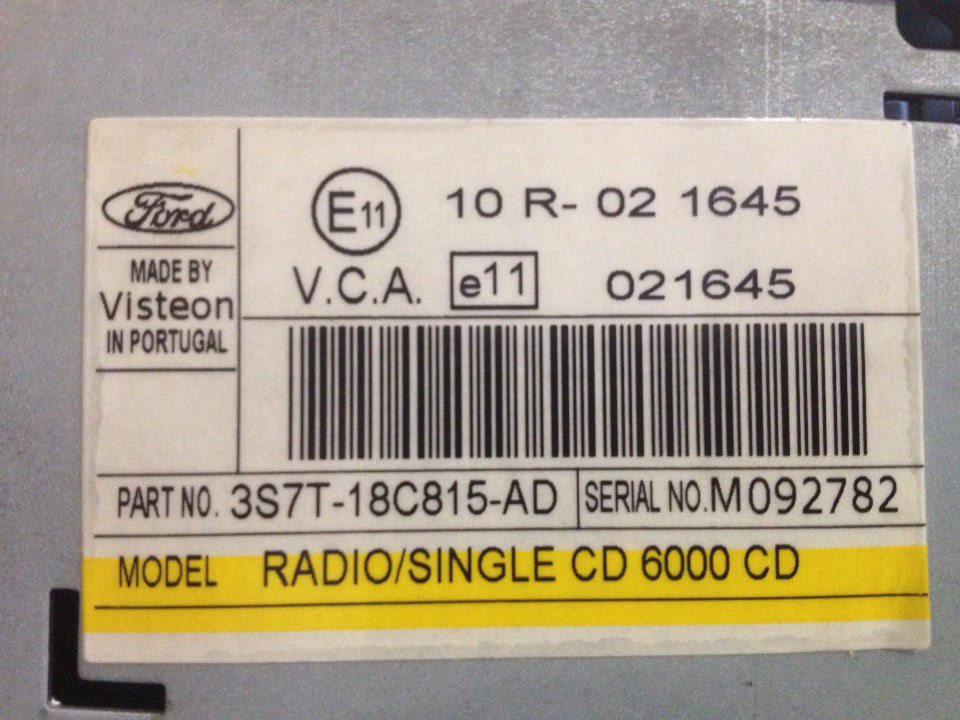 Ford
MADE BY
Visteon
IN PORTUGAL
E11 10 R- 02 1645
V.C.A. e11 021645
PART NO. 3S7T-18C815-AD SERIAL NO. M092782
MODEL RADIO/SINGLE CD 6000 CD